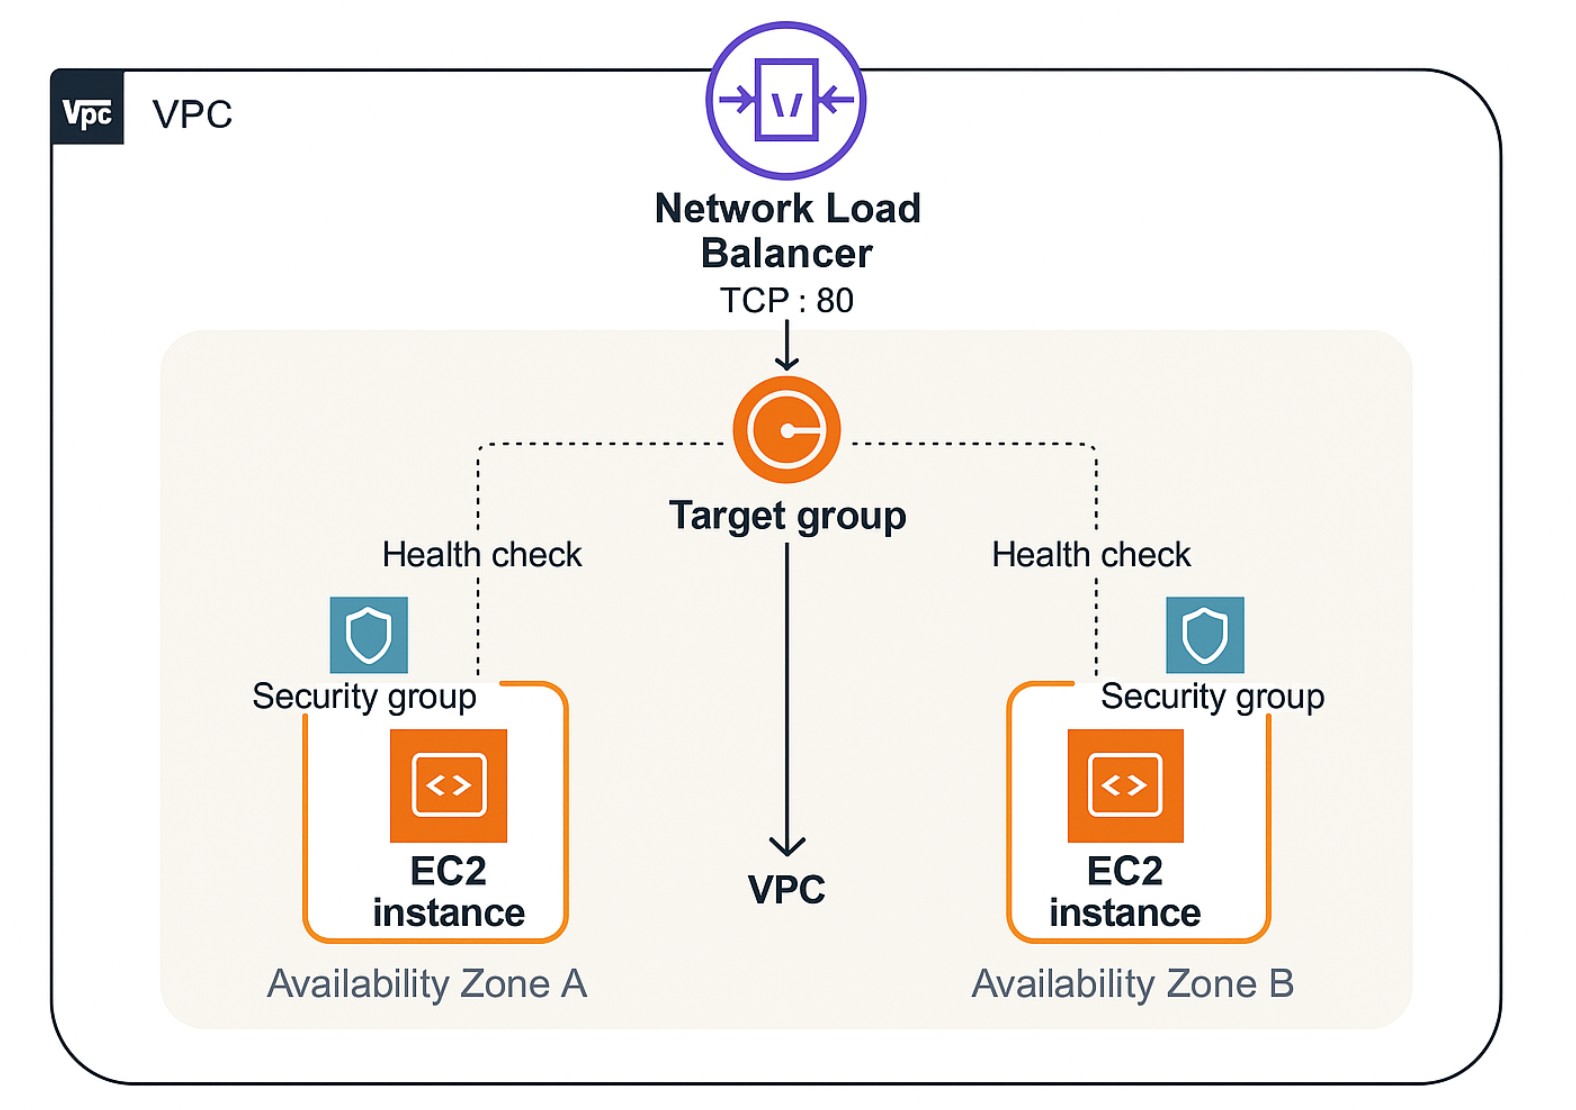 Vpc VPC
Network Load
Balancer
TCP : 80
Target group
Health check
Health check
Security group
Security group
EC2
instance
VPC
EC2
instance
Availability Zone A
Availability Zone B